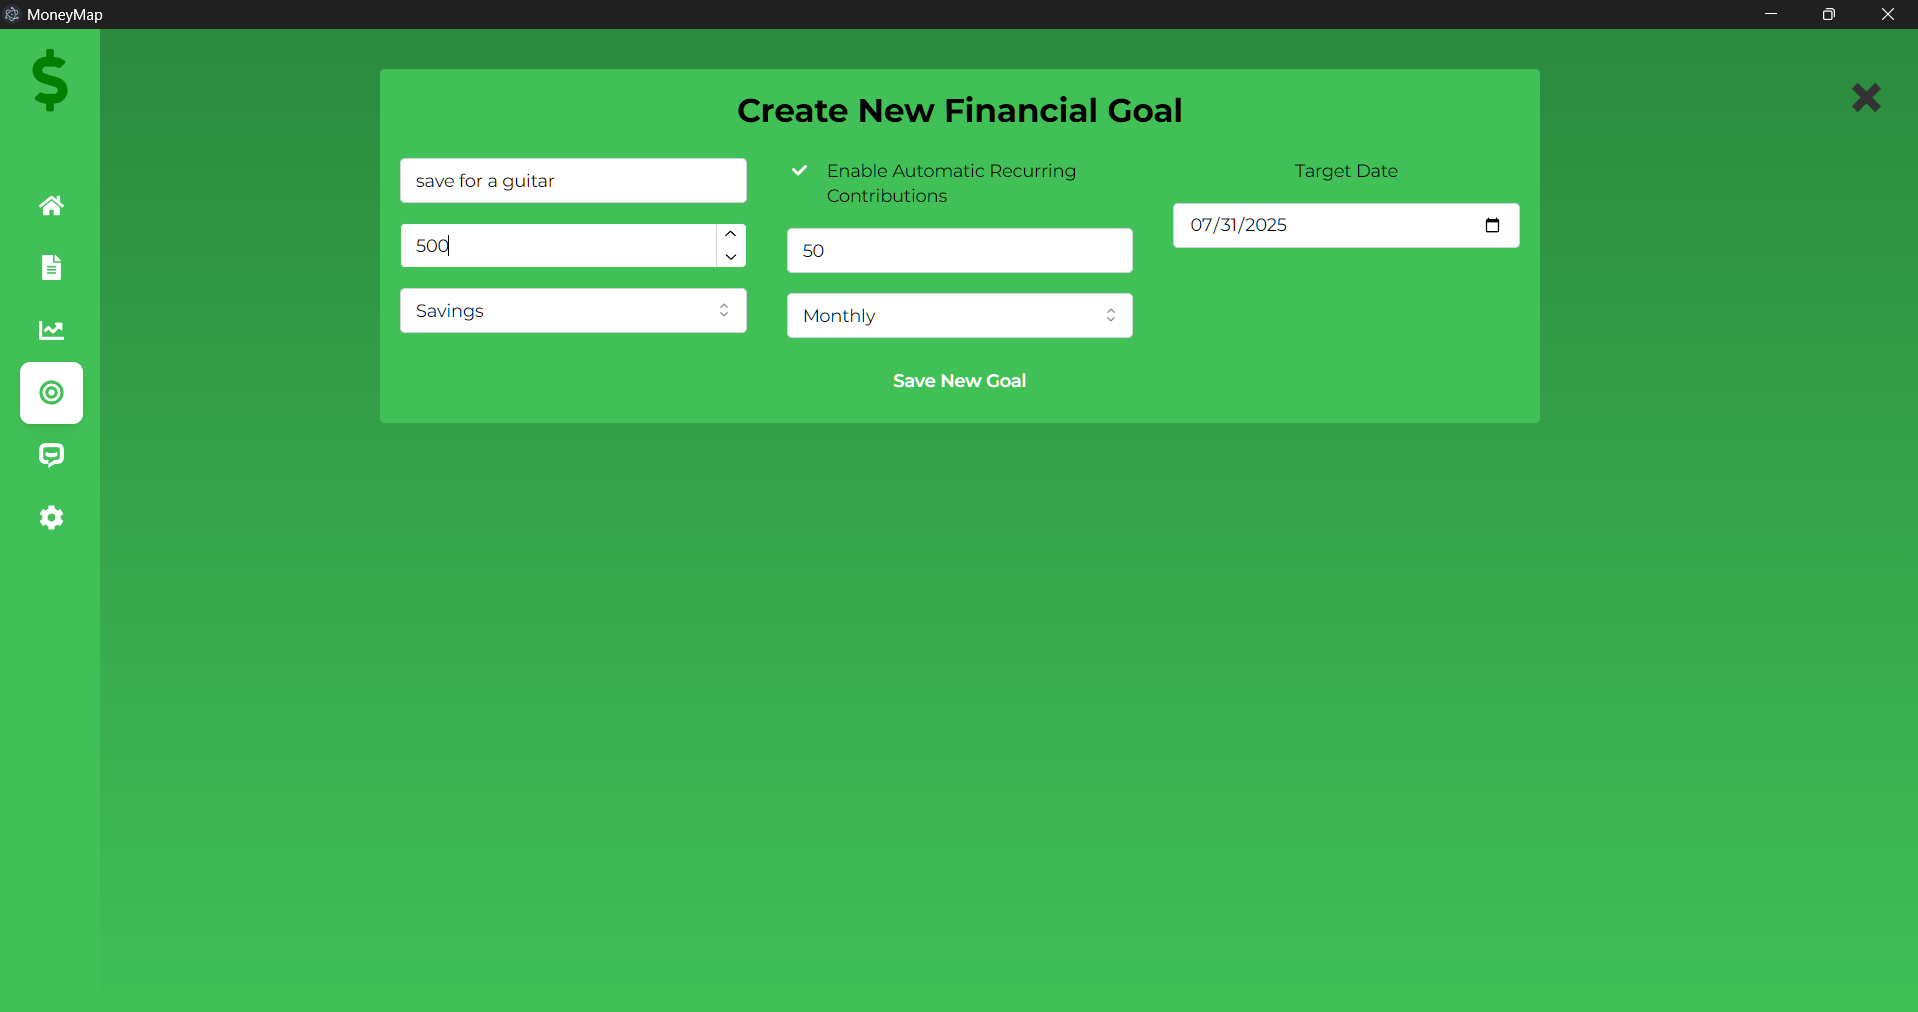 MoneyMap
$
Create New Financial Goal
save for a guitar
500
Savings
Enable Automatic Recurring
Contributions
50
Monthly
Target Date
07/31/2025
Save New Goal